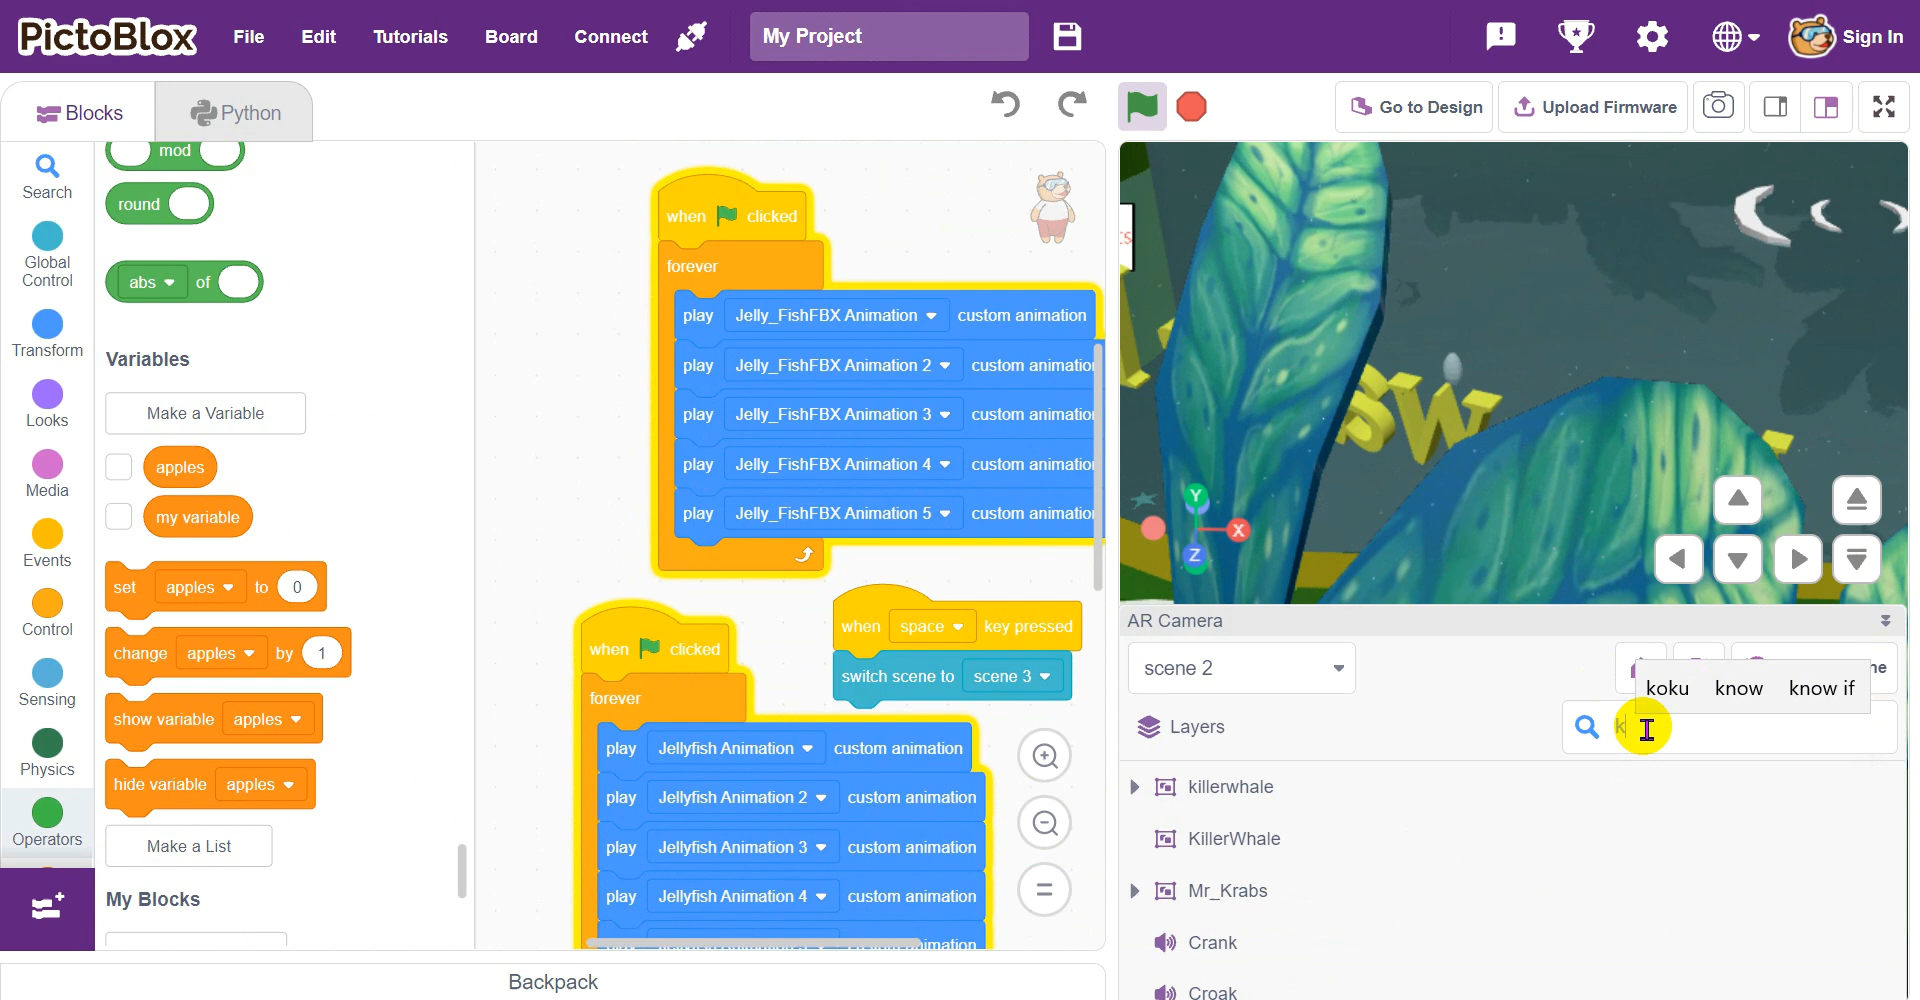 PictoBlox
File
Edit
Tutorials
Board
Connect
My Project
Sign In
Blocks
Python
Go to Design
Upload Firmware
Search
Global
Control
Transform
Looks
Media
Events
Control
Sensing
Physics
Operators
mod
round
abs of
Variables
Make a Variable
apples
my variable
set apples to 0
change apples by 1
show variable apples
hide variable apples
Make a List
My Blocks
when clicked
forever
play Jelly_FishFBX Animation custom animation
play Jelly_FishFBX Animation 2 custom animation
play Jelly_FishFBX Animation 3 custom animation
play Jelly_FishFBX Animation 4 custom animation
play Jelly_FishFBX Animation 5 custom animation
when space key pressed
switch scene to scene 3
when clicked
forever
play Jellyfish Animation custom animation
play Jellyfish Animation 2 custom animation
play Jellyfish Animation 3 custom animation
play Jellyfish Animation 4 custom animation
Backpack
SW
Y
X
Z
AR Camera
scene 2
ne
koku know know if
Layers
k
killerwhale
KillerWhale
Mr_Krabs
Crank
Croak